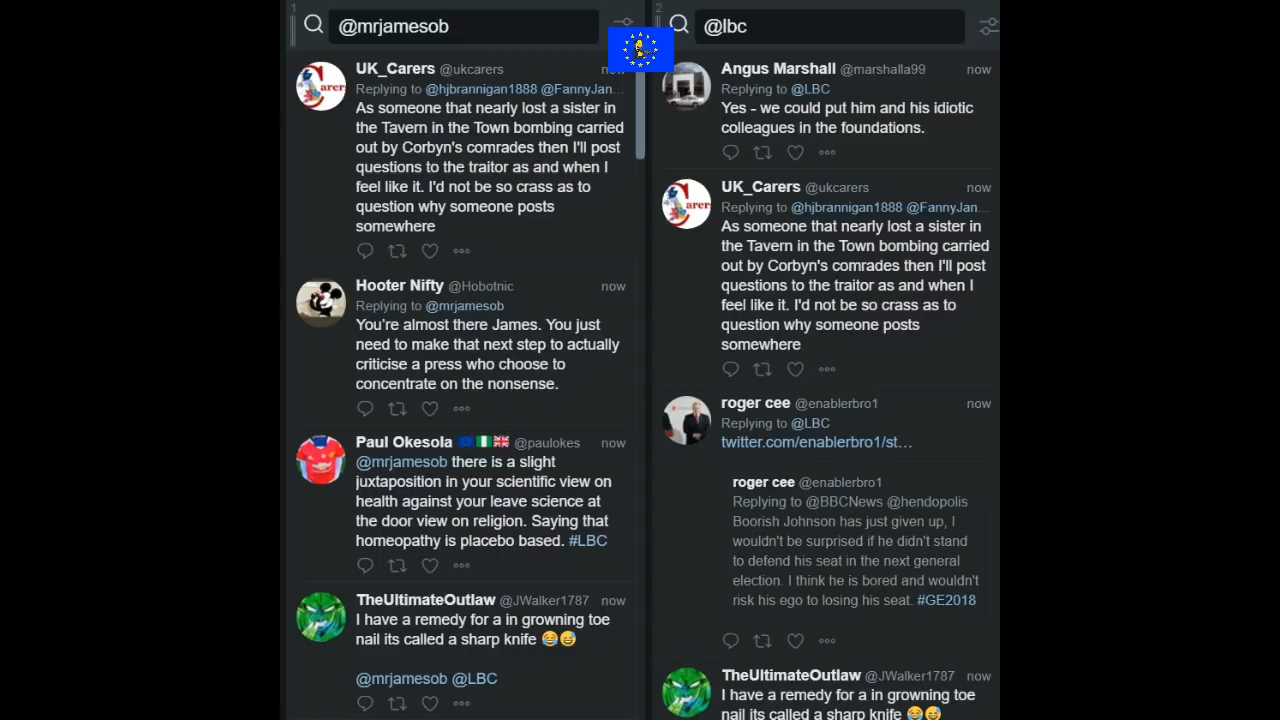 1
@mrjamesob
UK_Carers @ukcarers now
Replying to @hjbrannigan1888 @FannyJan...
As someone that nearly lost a sister in
the Tavern in the Town bombing carried
out by Corbyn's comrades then I'll post
questions to the traitor as and when I
feel like it. I'd not be so crass as to
question why someone posts
somewhere
Hooter Nifty @Hobotnic now
Replying to @mrjamesob
You're almost there James. You just
need to make that next step to actually
criticise a press who choose to
concentrate on the nonsense.
Paul Okesola 🇪🇺🇳🇬🇬🇧 @paulokes now
@mrjamesob there is a slight
juxtaposition in your scientific view on
health against your leave science at
the door view on religion. Saying that
homeopathy is placebo based. #LBC
TheUltimateOutlaw @JWalker1787 now
I have a remedy for a in growning toe
nail its called a sharp knife 😂😅
@mrjamesob @LBC
2
@lbc
Angus Marshall @marshalla99 now
Replying to @LBC
Yes - we could put him and his idiotic
colleagues in the foundations.
UK_Carers @ukcarers now
Replying to @hjbrannigan1888 @FannyJan...
As someone that nearly lost a sister in
the Tavern in the Town bombing carried
out by Corbyn's comrades then I'll post
questions to the traitor as and when I
feel like it. I'd not be so crass as to
question why someone posts
somewhere
roger cee @enablerbro1 now
Replying to @LBC
twitter.com/enablerbro1/st...
roger cee @enablerbro1
Replying to @BBCNews @hendopolis
Boorish Johnson has just given up, I
wouldn't be surprised if he didn't stand
to defend his seat in the next general
election. I think he is bored and wouldn't
risk his ego to losing his seat. #GE2018
TheUltimateOutlaw @JWalker1787 now
I have a remedy for a in growning toe
nail its called a sharp knife 😂😅